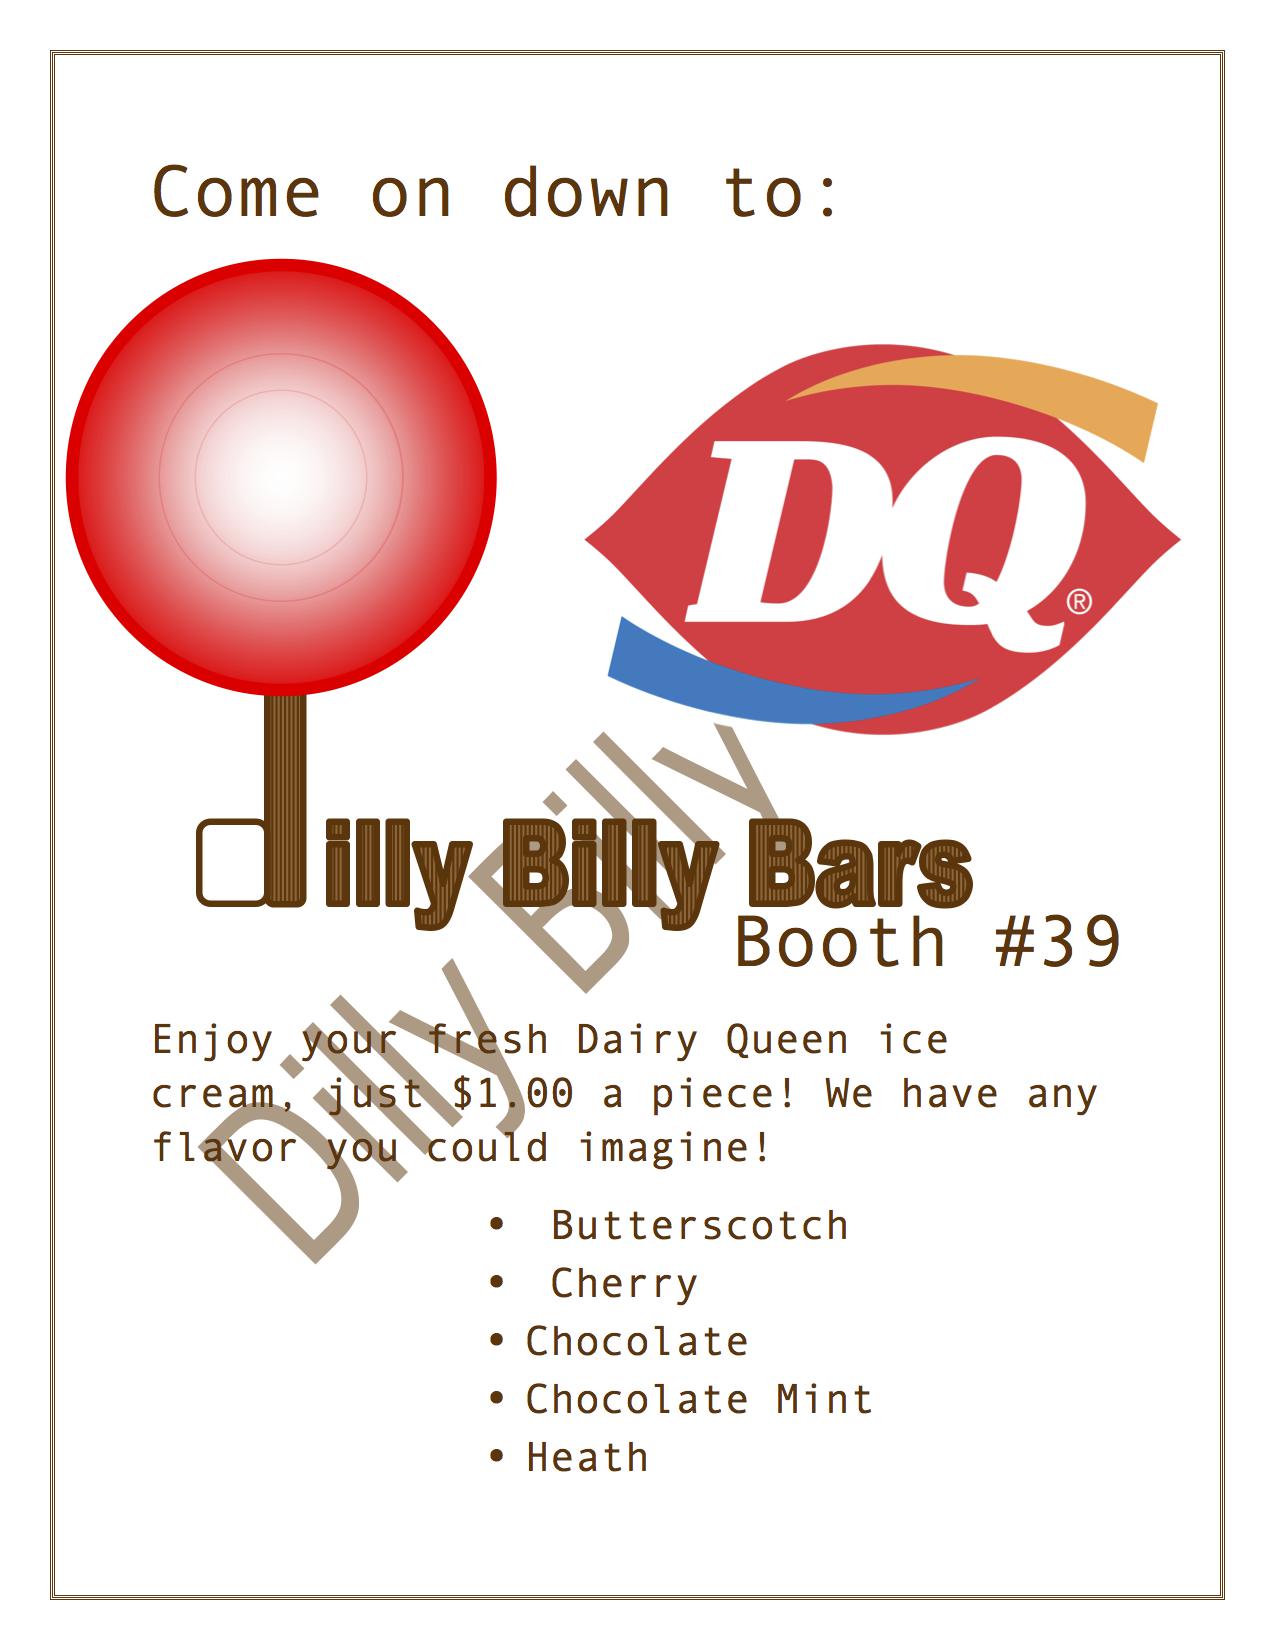 Come on down to:
DQ®
Dilly Billy
illy Billy Bars
Booth #39
Enjoy your fresh Dairy Queen ice
cream, just $1.00 a piece! We have any
flavor you could imagine!
• Butterscotch
• Cherry
• Chocolate
• Chocolate Mint
• Heath